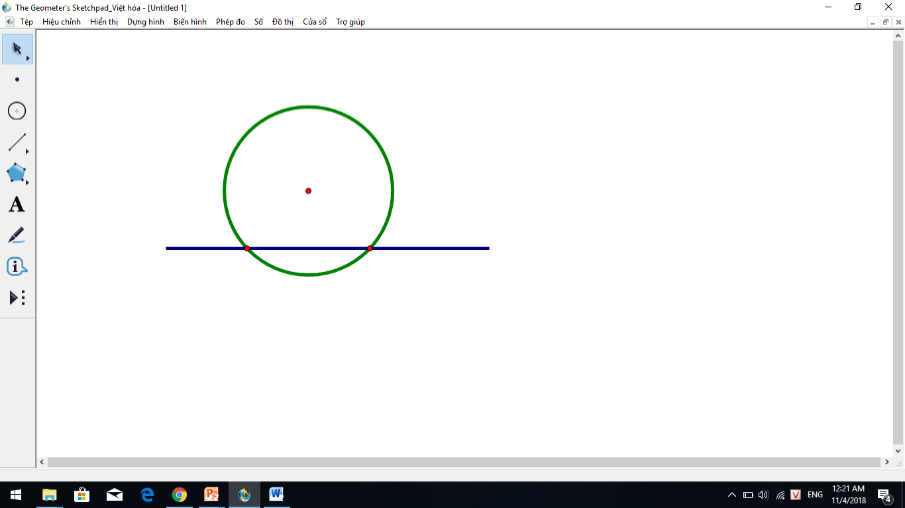 The Geometer's Sketchpad_Việt hóa - [Untitled 1]
Tệp Hiệu chỉnh Hiển thị Dựng hình Biến hình Phép đo Số Đồ thị Cửa sổ Trợ giúp
A
ENG
12:21 AM
11/4/2018
4